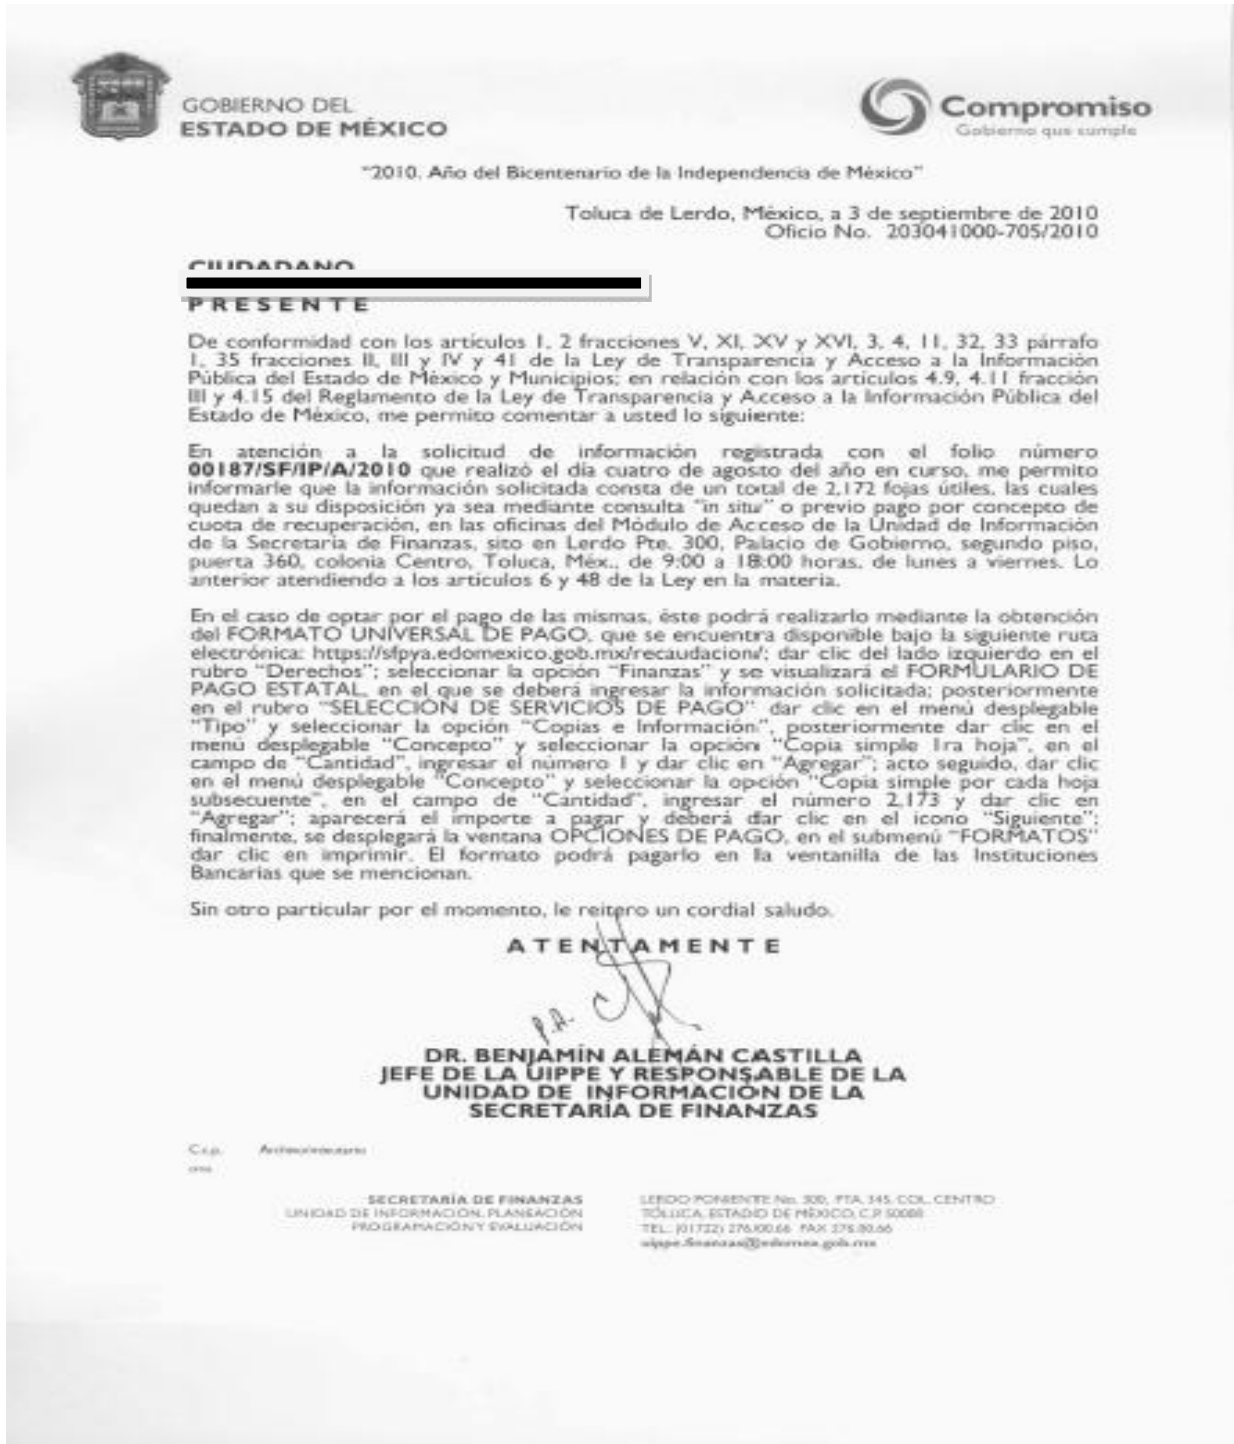 GOBIERNO DEL
ESTADO DE MÉXICO
Compromiso
Gobierno que cumple
"2010. Año del Bicentenario de la Independencia de México"
Toluca de Lerdo, México, a 3 de septiembre de 2010
Oficio No. 203041000-705/2010
CIUDADANO
P R E S E N T E
De conformidad con los artículos 1, 2 fracciones V, XI, XV y XVI, 3, 4, 11, 32, 33 párrafo
1, 35 fracciones II, III y IV y 41 de la Ley de Transparencia y Acceso a la Información
Pública del Estado de México y Municipios; en relación con los artículos 4.9, 4.11 fracción
III y 4.15 del Reglamento de la Ley de Transparencia y Acceso a la Información Pública del
Estado de México, me permito comentar a usted lo siguiente:
En atención a la solicitud de información registrada con el folio número
00187/SF/IP/A/2010 que realizó el día cuatro de agosto del año en curso, me permito
informarle que la información solicitada consta de un total de 2,172 fojas útiles, las cuales
quedan a su disposición ya sea mediante consulta "in situ" o previo pago por concepto de
cuota de recuperación, en las oficinas del Módulo de Acceso de la Unidad de Información
de la Secretaría de Finanzas, sito en Lerdo Pte. 300, Palacio de Gobierno, segundo piso,
puerta 360, colonia Centro, Toluca, Méx., de 9:00 a 18:00 horas, de lunes a viernes. Lo
anterior atendiendo a los artículos 6 y 48 de la Ley en la materia.
En el caso de optar por el pago de las mismas, éste podrá realizarlo mediante la obtención
del FORMATO UNIVERSAL DE PAGO, que se encuentra disponible bajo la siguiente ruta
electrónica: https://sfpya.edomexico.gob.mx/recaudacion/; dar clic del lado izquierdo en el
rubro "Derechos"; seleccionar la opción "Finanzas" y se visualizará el FORMULARIO DE
PAGO ESTATAL, en el que se deberá ingresar la información solicitada; posteriormente
en el rubro "SELECCIÓN DE SERVICIOS DE PAGO" dar clic en el menú desplegable
"Tipo" y seleccionar la opción "Copias e Información", posteriormente dar clic en el
menú desplegable "Concepto" y seleccionar la opción "Copia simple 1ra hoja", en el
campo de "Cantidad", ingresar el número 1 y dar clic en "Agregar"; acto seguido, dar clic
en el menú desplegable "Concepto" y seleccionar la opción "Copia simple por cada hoja
subsecuente", en el campo de "Cantidad", ingresar el número 2,173 y dar clic en
"Agregar"; aparecerá el importe a pagar y deberá dar clic en el icono "Siguiente";
finalmente, se desplegará la ventana OPCIONES DE PAGO, en el submenú "FORMATOS"
dar clic en imprimir. El formato podrá pagarlo en la ventanilla de las Instituciones
Bancarias que se mencionan.
Sin otro particular por el momento, le reitero un cordial saludo.
A T E N T A M E N T E
P.A.
DR. BENJAMÍN ALEMÁN CASTILLA
JEFE DE LA UIPPE Y RESPONSABLE DE LA
UNIDAD DE INFORMACIÓN DE LA
SECRETARÍA DE FINANZAS
C.c.p.
SECRETARÍA DE FINANZAS
UNIDAD DE INFORMACIÓN, PLANEACIÓN
PROGRAMACIÓN Y EVALUACIÓN
LERDO PONIENTE No. 300, PTA. 345, COL. CENTRO
TOLUCA, ESTADO DE MÉXICO, C.P. 50000
TEL. (01722) 276.00.66 FAX 276.00.66
uippe.finanzas@edomex.gob.mx